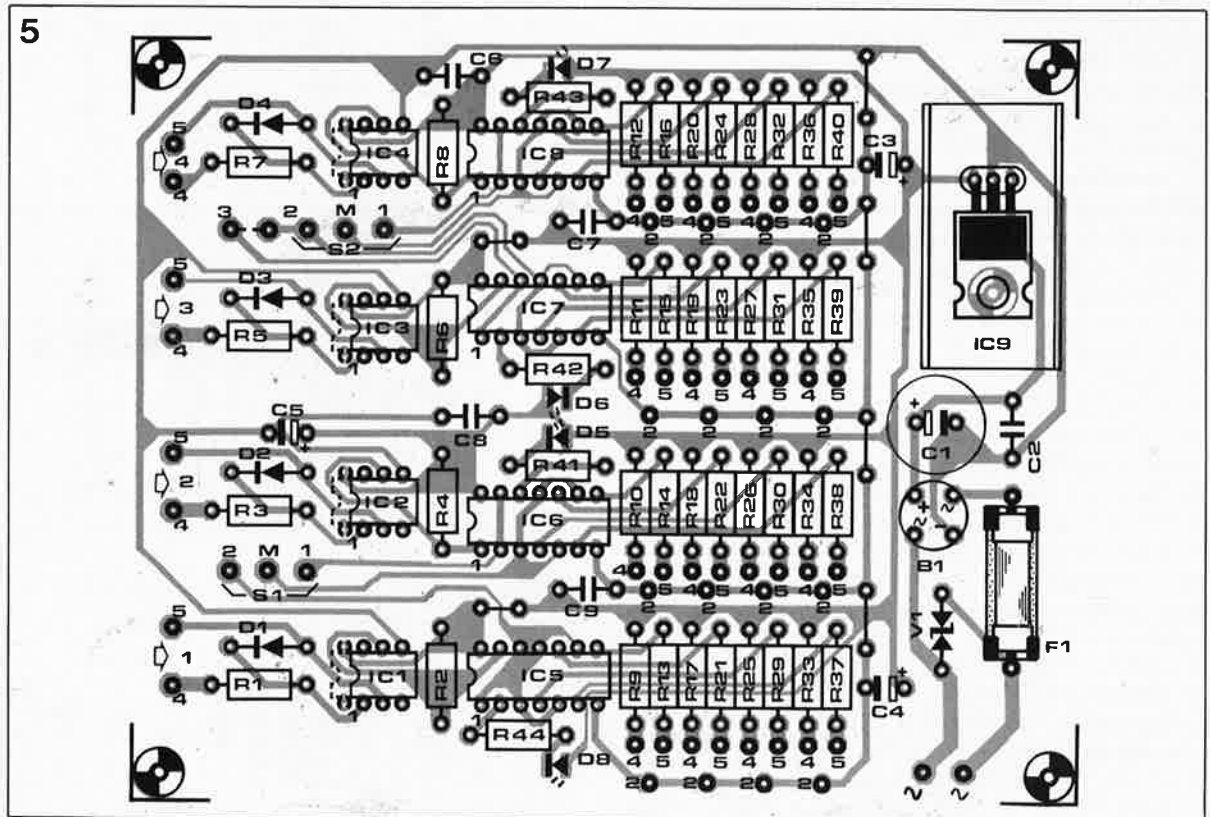 5
C6 D7
D4 R43
5 IC4 R8 IC8 R12 R16 R20 R24 R28 R32 R36 R40 C3
4 R7 +
4 1 1 4 5 4 5 4 5 4 5
3 2 M 1 C7 2 2 2 2
S2
5 D3
3 IC3 R6 IC7 R11 R15 R19 R23 R27 R31 R35 R39
R5 IC9
4 1 1 R42 4 5 4 5 4 5 4 5
D6
C5 + C8 D5 2 2 2 2 + C1 C2
5 D2 R41
2 IC2 R4 IC6 R10 R14 R18 R22 R26 R30 R34 R38
R3 ~ + ~ -
4 1 1 4 5 4 5 4 5 4 5 B1
2 M 1 C9 2 2 2 2
S1
5 D1 V1 F1
1 IC1 R2 IC5 R9 R13 R17 R21 R25 R29 R33 R37 +
R1 C4
4 1 1 R44 4 5 4 5 4 5 4 5
D8 2 2 2 2 ~ ~